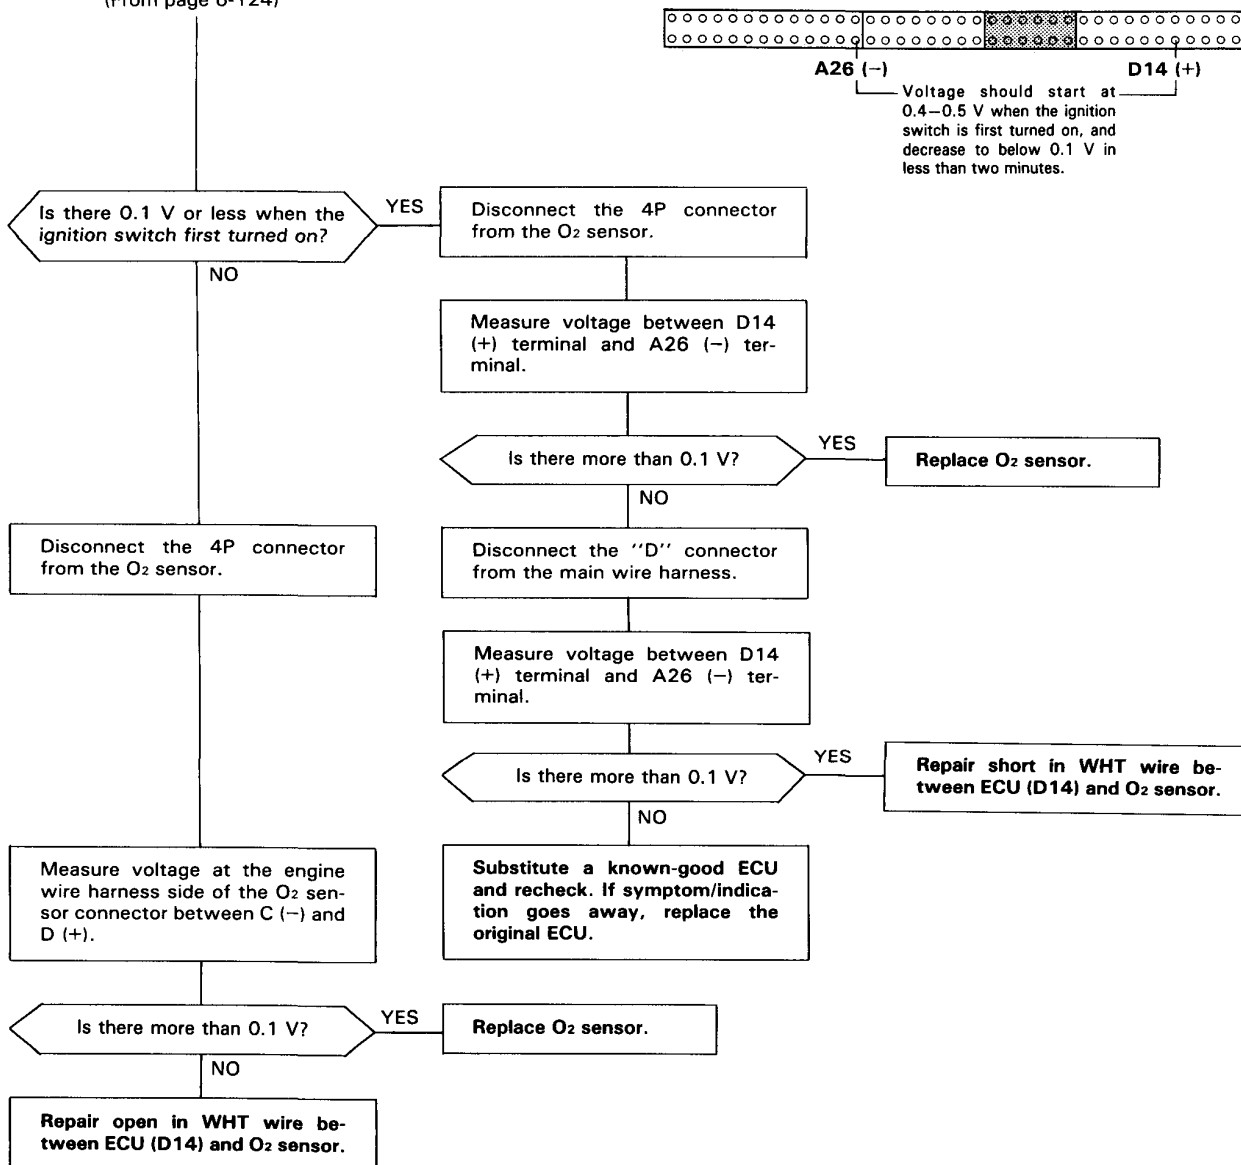 (From page 6-124)
A26 (−)
D14 (+)
Voltage should start at
0.4—0.5 V when the ignition
switch is first turned on, and
decrease to below 0.1 V in
less than two minutes.
Is there 0.1 V or less when the
ignition switch first turned on?
YES
NO
Disconnect the 4P connector
from the O2 sensor.
Measure voltage between D14
(+) terminal and A26 (−) ter-
minal.
Is there more than 0.1 V?
YES
Replace O2 sensor.
NO
Disconnect the 4P connector
from the O2 sensor.
Disconnect the ''D'' connector
from the main wire harness.
Measure voltage between D14
(+) terminal and A26 (−) ter-
minal.
Is there more than 0.1 V?
YES
Repair short in WHT wire be-
tween ECU (D14) and O2 sensor.
NO
Measure voltage at the engine
wire harness side of the O2 sen-
sor connector between C (−) and
D (+).
Substitute a known-good ECU
and recheck. If symptom/indica-
tion goes away, replace the
original ECU.
Is there more than 0.1 V?
YES
Replace O2 sensor.
NO
Repair open in WHT wire be-
tween ECU (D14) and O2 sensor.